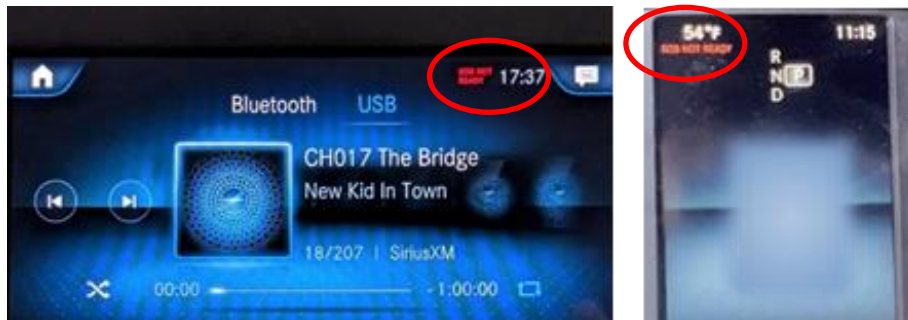 SOS NOT
READY
17:37
Bluetooth USB
CH017 The Bridge
New Kid In Town
18/207 | SiriusXM
00:00 -1:00:00
54°F
SOS NOT READY
11:15
R
N P
D